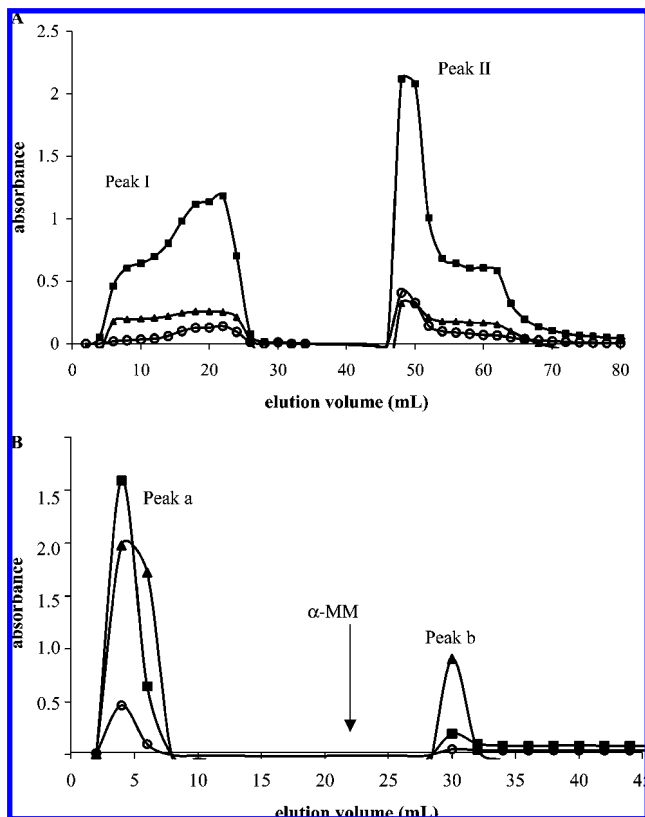 A
2.5
2
1.5
1
0.5
0
absorbance
Peak I
Peak II
0 10 20 30 40 50 60 70 80
elution volume (mL)
B
1.5
2.0
1.5
1.0
0.5
absorbance
Peak a
α-MM
Peak b
0 5 10 15 20 25 30 35 40 45
elution volume (mL)